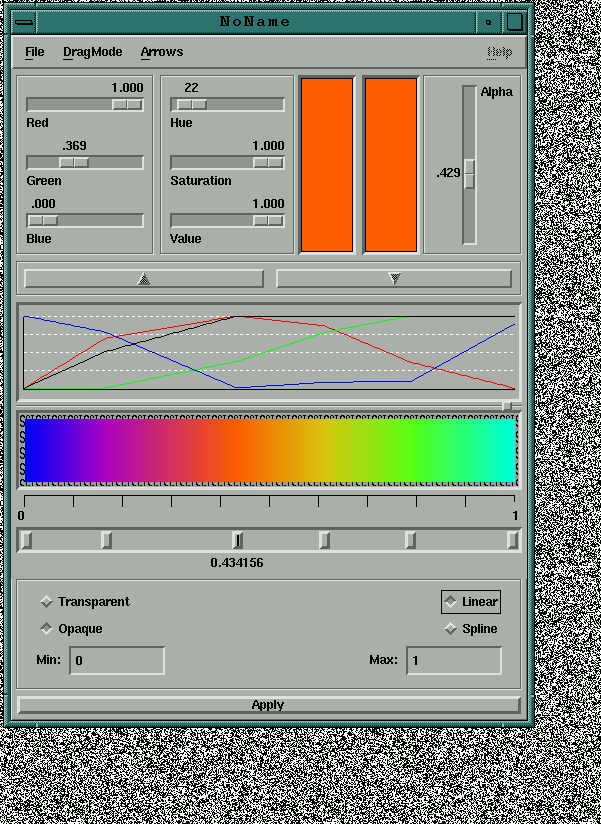 NoName
File DragMode Arrows Help
1.000 22 Alpha
Red Hue
.369 1.000
.429
Green Saturation
.000 1.000
Blue Value
0 1
0.434156
Transparent Linear
Opaque Spline
Min: 0 Max: 1
Apply